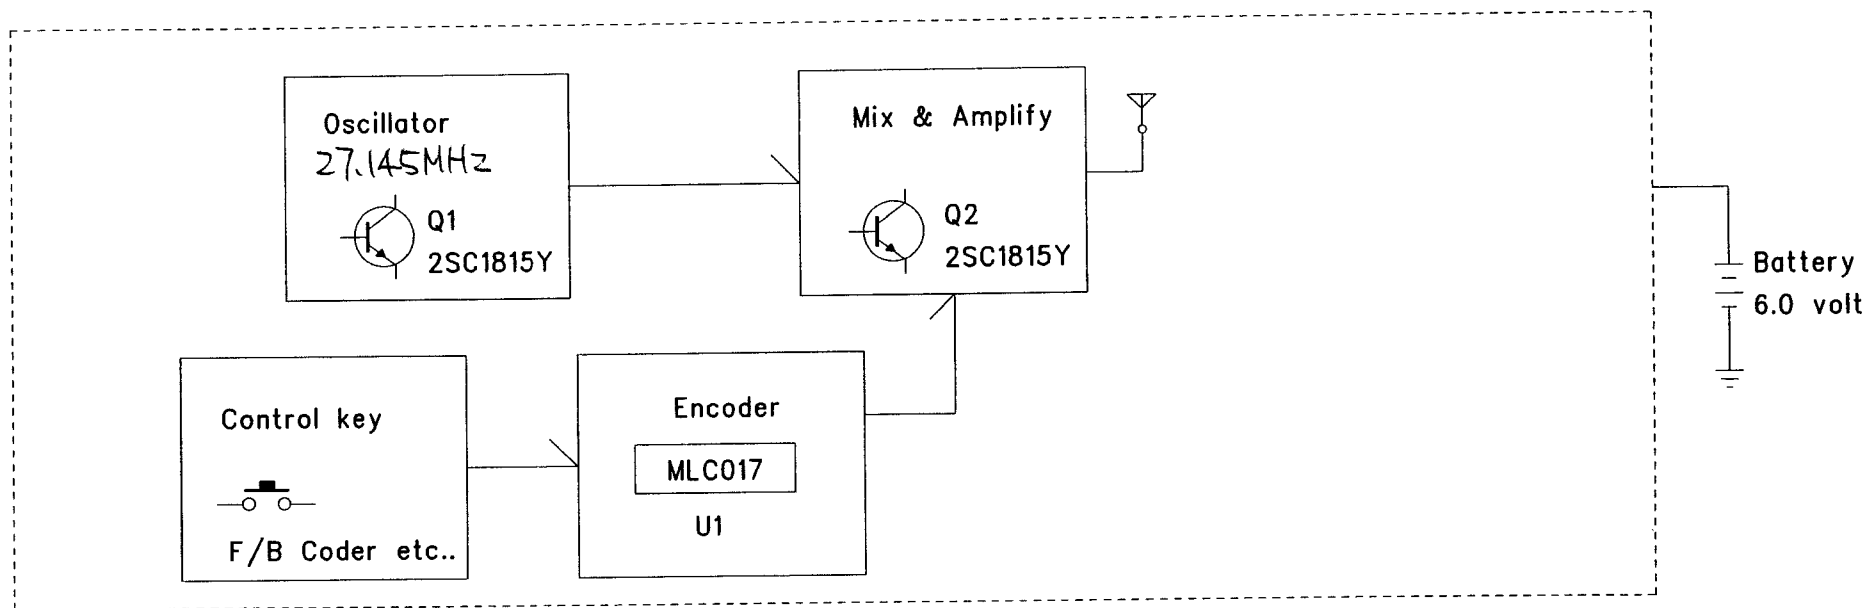 Oscillator
27.145MHz
Q1
2SC1815Y
Mix & Amplify
Q2
2SC1815Y
Battery
6.0 volt
Control key
F/B Coder etc..
Encoder
MLC017
U1